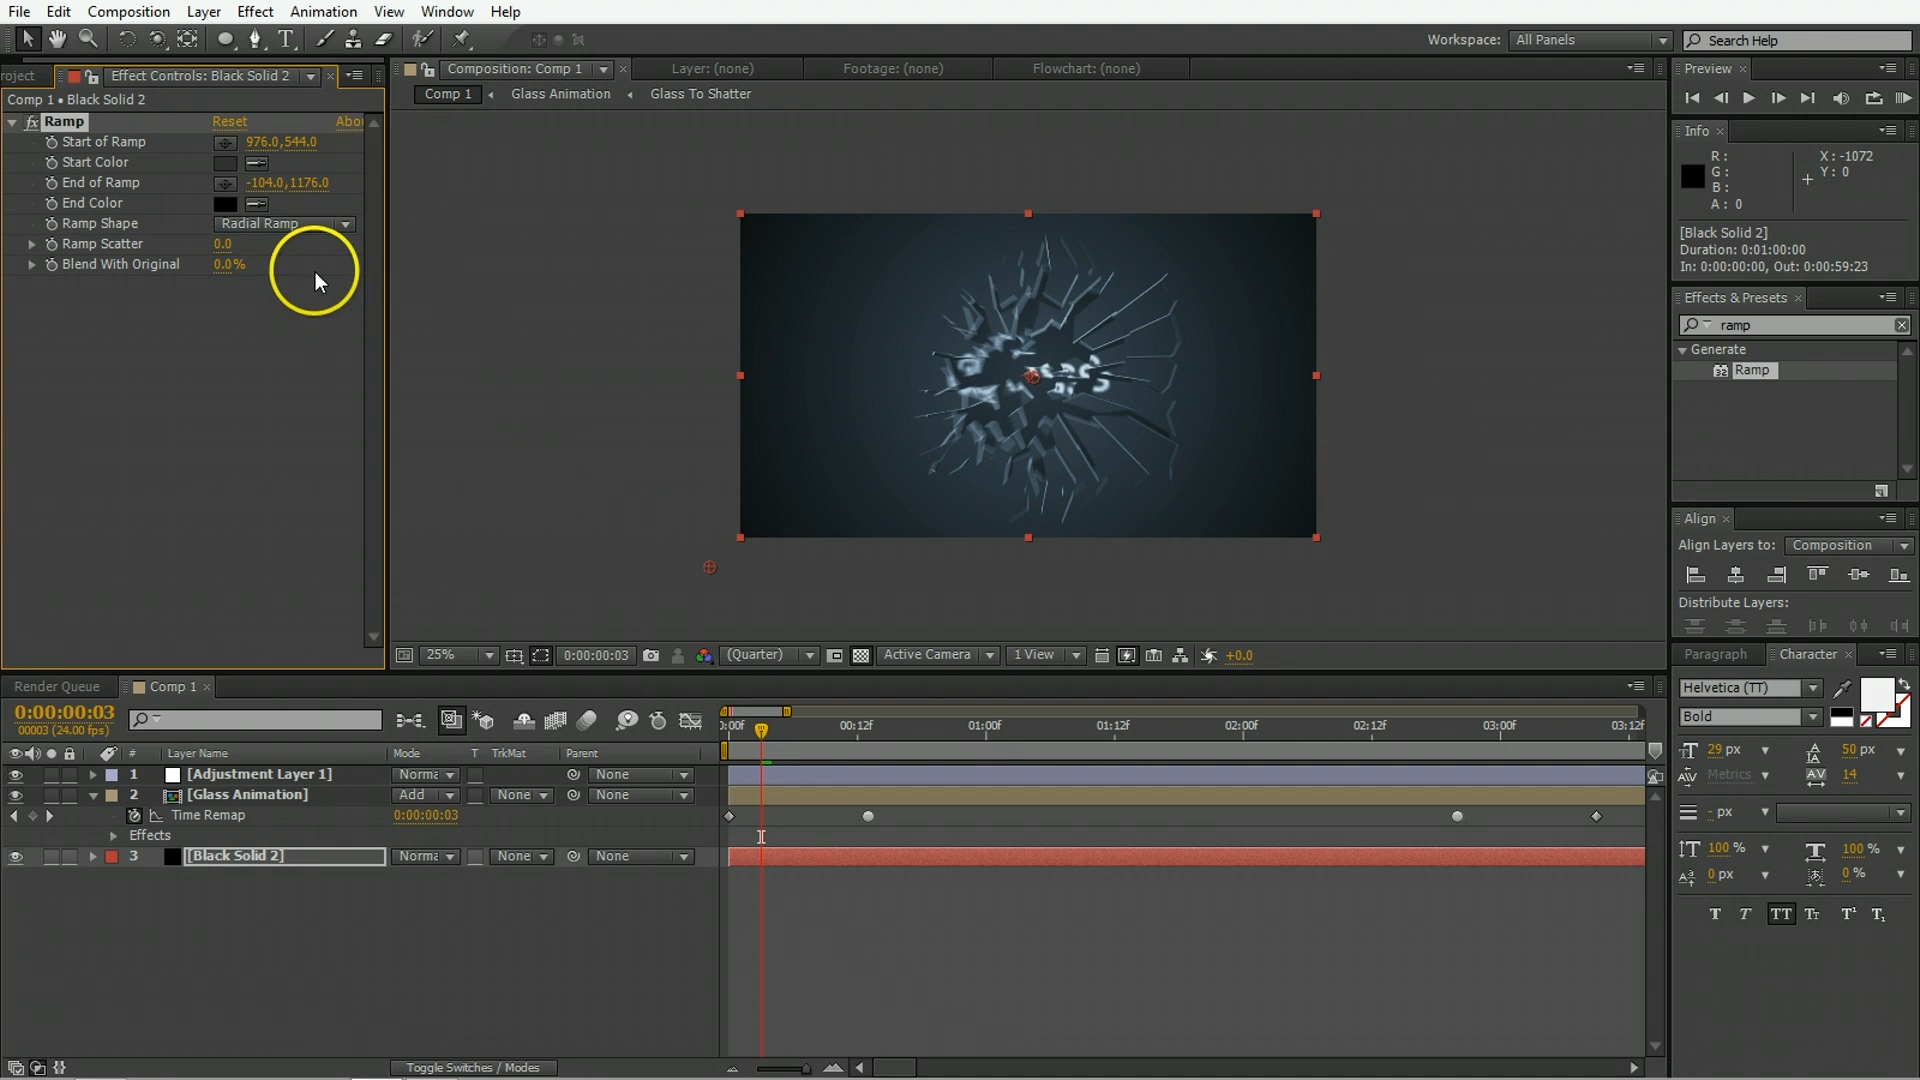 File Edit Composition Layer Effect Animation View Window Help
Workspace: All Panels Search Help
roject Effect Controls: Black Solid 2
Comp 1 • Black Solid 2
fx Ramp Reset Abou
Start of Ramp 976.0,544.0
Start Color
End of Ramp -104.0,1176.0
End Color
Ramp Shape Radial Ramp
Ramp Scatter 0.0
Blend With Original 0.0%
Composition: Comp 1 Layer: (none) Footage: (none) Flowchart: (none)
Comp 1 Glass Animation Glass To Shatter
25% 0:00:00:03 (Quarter) Active Camera 1 View +0.0
Preview
Info
R: X: -1072
G: Y: 0
B:
A: 0
[Black Solid 2]
Duration: 0:01:00:00
In: 0:00:00:00, Out: 0:00:59:23
Effects & Presets
ramp
Generate
32 Ramp
Align
Align Layers to: Composition
Distribute Layers:
Paragraph Character
Helvetica (TT)
Bold
29 px 50 px
Metrics 14
- px
100 % 100 %
0 px 0 %
T T TT Tt T¹ T₁
Render Queue Comp 1
0:00:00:03
00003 (24.00 fps)
0:00f 00:12f 01:00f 01:12f 02:00f 02:12f 03:00f 03:12f
# Layer Name Mode T TrkMat Parent
1 [Adjustment Layer 1] Norma None
2 [Glass Animation] Add None None
Time Remap 0:00:00:03
Effects
3 [Black Solid 2] Norma None None
Toggle Switches / Modes